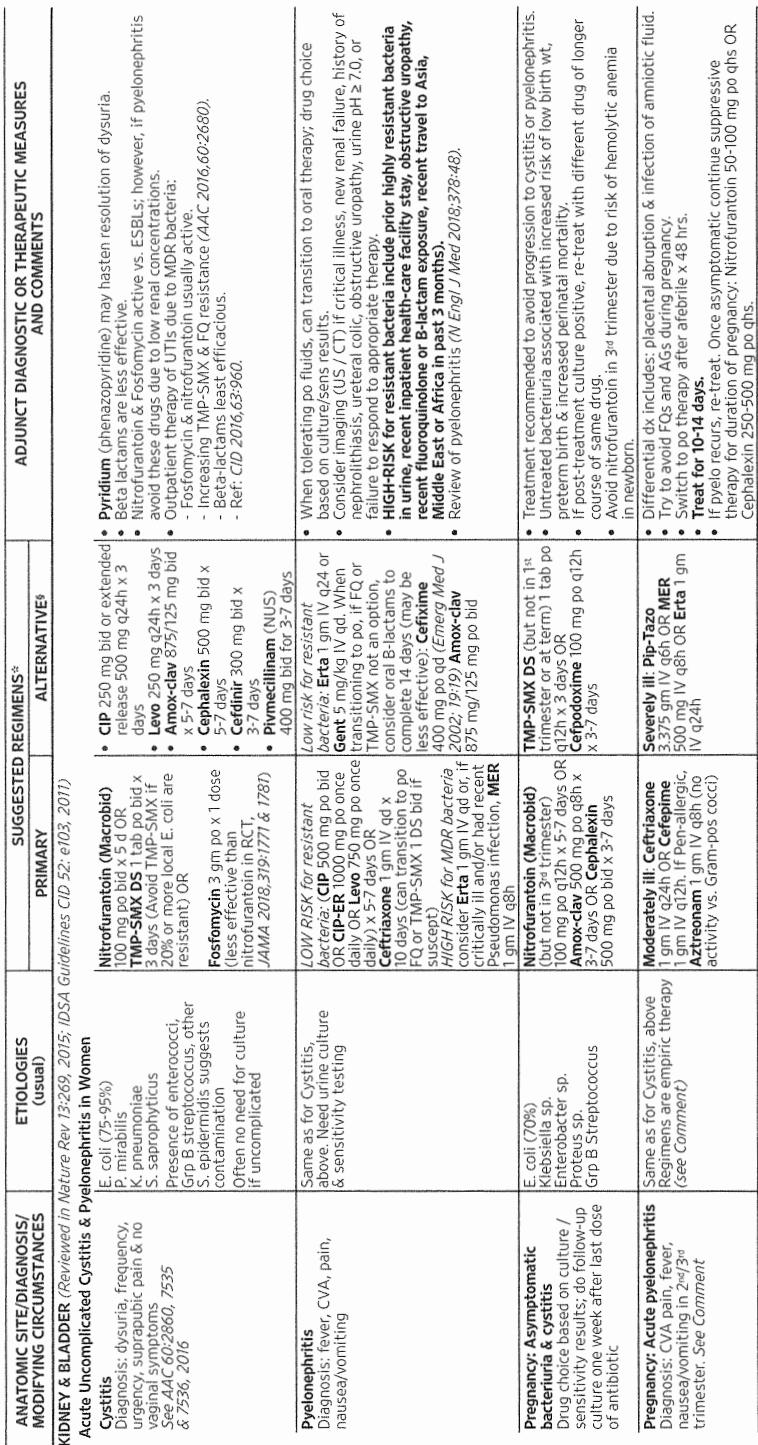 ANATOMIC SITE/DIAGNOSIS/
MODIFYING CIRCUMSTANCES
ETIOLOGIES
(usual)
SUGGESTED REGIMENS*
PRIMARY
ALTERNATIVE§
ADJUNCT DIAGNOSTIC OR THERAPEUTIC MEASURES
AND COMMENTS
KIDNEY & BLADDER (Reviewed in Nature Rev 13:269, 2015; IDSA Guidelines CID 52: e103, 2011)
Acute Uncomplicated Cystitis & Pyelonephritis in Women
Cystitis
Diagnosis: dysuria, frequency,
urgency, suprapubic pain & no
vaginal symptoms
See AAC 60:2860, 7535
& 7536, 2016
E. coli (75-95%)
P. mirabilis
K. pneumoniae
S. saprophyticus
Presence of enterococci,
Grp B streptococcus, other
S. epidermidis suggests
contamination
Often no need for culture
if uncomplicated
Nitrofurantoin (Macrobid)
100 mg po bid x 5 d OR
TMP-SMX DS 1 tab po bid x
3 days (Avoid TMP-SMX if
20% or more local E. coli are
resistant) OR
Fosfomycin 3 gm po x 1 dose
(less effective than
nitrofurantoin in RCT,
JAMA 2018,319:1771 & 1781)
• CIP 250 mg bid or extended
release 500 mg q24h x 3
days
• Levo 250 mg q24h x 3 days
• Amox-clav 875/125 mg bid
x 5-7 days
• Cephalexin 500 mg bid x
5-7 days
• Cefdinir 300 mg bid x
3-7 days
• Pivmecillinam (NUS)
400 mg bid for 3-7 days
• Pyridium (phenazopyridine) may hasten resolution of dysuria.
• Beta lactams are less effective.
• Nitrofurantoin & Fosfomycin active vs. ESBLs; however, if pyelonephritis
avoid these drugs due to low renal concentrations.
• Outpatient therapy of UTIs due to MDR bacteria:
- Fosfomycin & nitrofurantoin usually active.
- Increasing TMP-SMX & FQ resistance (AAC 2016,60:2680).
- Beta-lactams least efficacious.
- Ref: CID 2016,63:960.
Pyelonephritis
Diagnosis: fever, CVA, pain,
nausea/vomiting
Same as for Cystitis,
above. Need urine culture
& sensitivity testing
LOW RISK for resistant
bacteria: (CIP 500 mg po bid
OR CIP-ER 1000 mg po once
daily OR Levo 750 mg po once
daily) x 5-7 days OR
Ceftriaxone 1 gm IV qd x
10 days (can transition to po
FQ or TMP-SMX 1 DS bid if
suscept)
HIGH RISK for MDR bacteria
consider Erta 1 gm IV qd or, if
critically ill and/or had recent
Pseudomonas infection, MER
1 gm IV q8h
Low risk for resistant
bacteria: Erta 1 gm IV q24 or
Gent 5 mg/kg IV qd. When
transitioning to po, if FQ or
TMP-SMX not an option,
consider oral B-lactams to
complete 14 days (may be
less effective): Cefixime
400 mg po qd (Emerg Med J
2002; 19:19) Amox-clav
875 mg/125 mg po bid
• When tolerating po fluids, can transition to oral therapy; drug choice
based on culture/sens results.
• Consider imaging (US / CT) if critical illness, new renal failure, history of
nephrolithiasis, ureteral colic, obstructive uropathy, urine pH ≥ 7.0, or
failure to respond to appropriate therapy.
• HIGH-RISK for resistant bacteria include prior highly resistant bacteria
in urine, recent inpatient health-care facility stay, obstructive uropathy,
recent fluoroquinolone or B-lactam exposure, recent travel to Asia,
Middle East or Africa in past 3 months).
• Review of pyelonephritis (N Engl J Med 2018;378:48).
Pregnancy: Asymptomatic
bacteriuria & cystitis
Drug choice based on culture /
sensitivity results; do follow-up
culture one week after last dose
of antibiotic
E. coli (70%)
Klebsiella sp.
Enterobacter sp.
Proteus sp.
Grp B Streptococcus
Nitrofurantoin (Macrobid)
(but not in 3rd trimester)
100 mg po q12h x 5-7 days OR
Amox-clav 500 mg po q8h x
3-7 days OR Cephalexin
500 mg po bid x 3-7 days
TMP-SMX DS (but not in 1st
trimester or at term) 1 tab po
q12h x 3 days OR
Cefpodoxime 100 mg po q12h
x 3-7 days
• Treatment recommended to avoid progression to cystitis or pyelonephritis.
• Untreated bacteriuria associated with increased risk of low birth wt,
preterm birth & increased perinatal mortality.
• If post-treatment culture positive, re-treat with different drug of longer
course of same drug.
• Avoid nitrofurantoin in 3rd trimester due to risk of hemolytic anemia
in newborn.
Pregnancy: Acute pyelonephritis
Diagnosis: CVA pain, fever,
nausea/vomiting in 2nd/3rd
trimester. See Comment
Same as for Cystitis, above
Regimens are empiric therapy
(see Comment)
Moderately ill: Ceftriaxone
1 gm IV q24h OR Cefepime
1 gm IV q12h. If Pen-allergic,
Aztreonam 1 gm IV q8h (no
activity vs. Gram-pos cocci)
Severely ill: Pip-Tazo
3.375 gm IV q6h OR MER
500 mg IV q8h OR Erta 1 gm
IV q24h
• Differential dx includes: placental abruption & infection of amniotic fluid.
• Try to avoid FQs and AGs during pregnancy.
• Switch to po therapy after afebrile x 48 hrs.
• Treat for 10-14 days.
• If pyelo recurs, re-treat. Once asymptomatic continue suppressive
therapy for duration of pregnancy: Nitrofurantoin 50-100 mg po qhs OR
Cephalexin 250-500 mg po qhs.